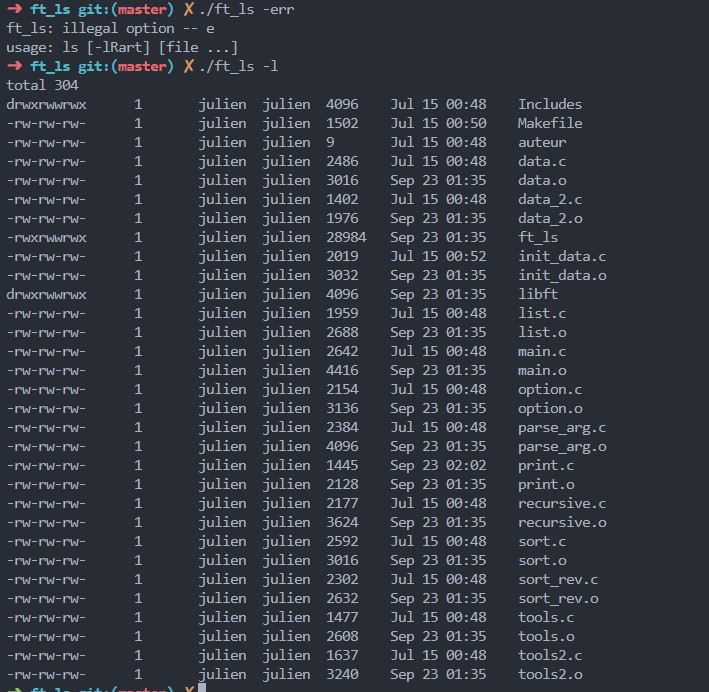 ➜ ft_ls git:(master) ✗ ./ft_ls -err
ft_ls: illegal option -- e
usage: ls [-lRart] [file ...]
➜ ft_ls git:(master) ✗ ./ft_ls -l
total 304
drwxrwwrwx 1 julien julien 4096 Jul 15 00:48 Includes
-rw-rw-rw- 1 julien julien 1502 Jul 15 00:50 Makefile
-rw-rw-rw- 1 julien julien 9 Jul 15 00:48 auteur
-rw-rw-rw- 1 julien julien 2486 Jul 15 00:48 data.c
-rw-rw-rw- 1 julien julien 3016 Sep 23 01:35 data.o
-rw-rw-rw- 1 julien julien 1402 Jul 15 00:48 data_2.c
-rw-rw-rw- 1 julien julien 1976 Sep 23 01:35 data_2.o
-rwxrwwrwx 1 julien julien 28984 Sep 23 01:35 ft_ls
-rw-rw-rw- 1 julien julien 2019 Jul 15 00:52 init_data.c
-rw-rw-rw- 1 julien julien 3032 Sep 23 01:35 init_data.o
drwxrwwrwx 1 julien julien 4096 Sep 23 01:35 libft
-rw-rw-rw- 1 julien julien 1959 Jul 15 00:48 list.c
-rw-rw-rw- 1 julien julien 2688 Sep 23 01:35 list.o
-rw-rw-rw- 1 julien julien 2642 Jul 15 00:48 main.c
-rw-rw-rw- 1 julien julien 4416 Sep 23 01:35 main.o
-rw-rw-rw- 1 julien julien 2154 Jul 15 00:48 option.c
-rw-rw-rw- 1 julien julien 3136 Sep 23 01:35 option.o
-rw-rw-rw- 1 julien julien 2384 Jul 15 00:48 parse_arg.c
-rw-rw-rw- 1 julien julien 4096 Sep 23 01:35 parse_arg.o
-rw-rw-rw- 1 julien julien 1445 Sep 23 02:02 print.c
-rw-rw-rw- 1 julien julien 2128 Sep 23 01:35 print.o
-rw-rw-rw- 1 julien julien 2177 Jul 15 00:48 recursive.c
-rw-rw-rw- 1 julien julien 3624 Sep 23 01:35 recursive.o
-rw-rw-rw- 1 julien julien 2592 Jul 15 00:48 sort.c
-rw-rw-rw- 1 julien julien 3016 Sep 23 01:35 sort.o
-rw-rw-rw- 1 julien julien 2302 Jul 15 00:48 sort_rev.c
-rw-rw-rw- 1 julien julien 2632 Sep 23 01:35 sort_rev.o
-rw-rw-rw- 1 julien julien 1477 Jul 15 00:48 tools.c
-rw-rw-rw- 1 julien julien 2608 Sep 23 01:35 tools.o
-rw-rw-rw- 1 julien julien 1637 Jul 15 00:48 tools2.c
-rw-rw-rw- 1 julien julien 3240 Sep 23 01:35 tools2.o
➜ ft_ls git:(master) ✗